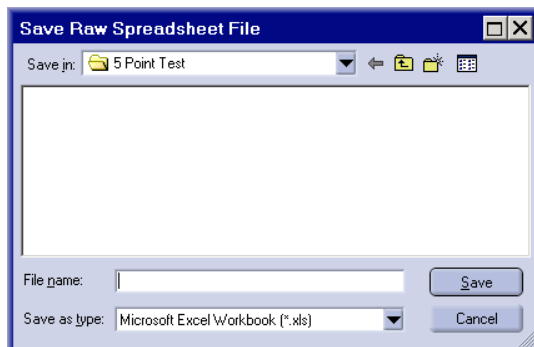 Save Raw Spreadsheet File
Save in: 5 Point Test
File name: Save
Save as type: Microsoft Excel Workbook (*.xls) Cancel